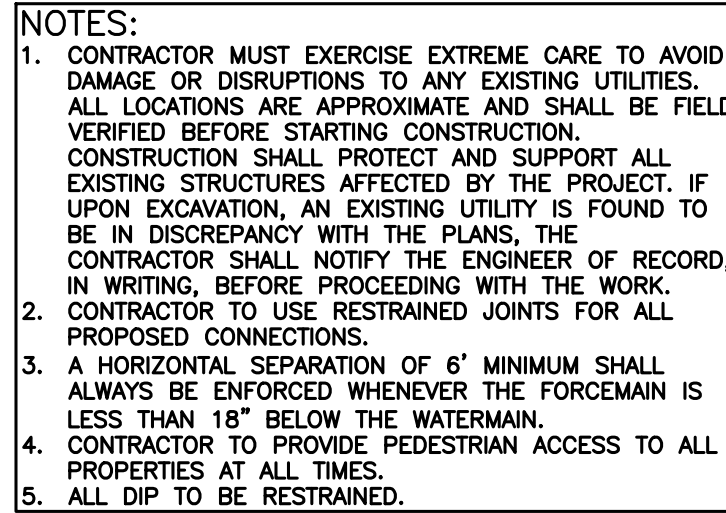 NOTES:
1. CONTRACTOR MUST EXERCISE EXTREME CARE TO AVOID
DAMAGE OR DISRUPTIONS TO ANY EXISTING UTILITIES.
ALL LOCATIONS ARE APPROXIMATE AND SHALL BE FIELD
VERIFIED BEFORE STARTING CONSTRUCTION.
CONSTRUCTION SHALL PROTECT AND SUPPORT ALL
EXISTING STRUCTURES AFFECTED BY THE PROJECT. IF
UPON EXCAVATION, AN EXISTING UTILITY IS FOUND TO
BE IN DISCREPANCY WITH THE PLANS, THE
CONTRACTOR SHALL NOTIFY THE ENGINEER OF RECORD,
IN WRITING, BEFORE PROCEEDING WITH THE WORK.
2. CONTRACTOR TO USE RESTRAINED JOINTS FOR ALL
PROPOSED CONNECTIONS.
3. A HORIZONTAL SEPARATION OF 6' MINIMUM SHALL
ALWAYS BE ENFORCED WHENEVER THE FORCEMAIN IS
LESS THAN 18" BELOW THE WATERMAIN.
4. CONTRACTOR TO PROVIDE PEDESTRIAN ACCESS TO ALL
PROPERTIES AT ALL TIMES.
5. ALL DIP TO BE RESTRAINED.